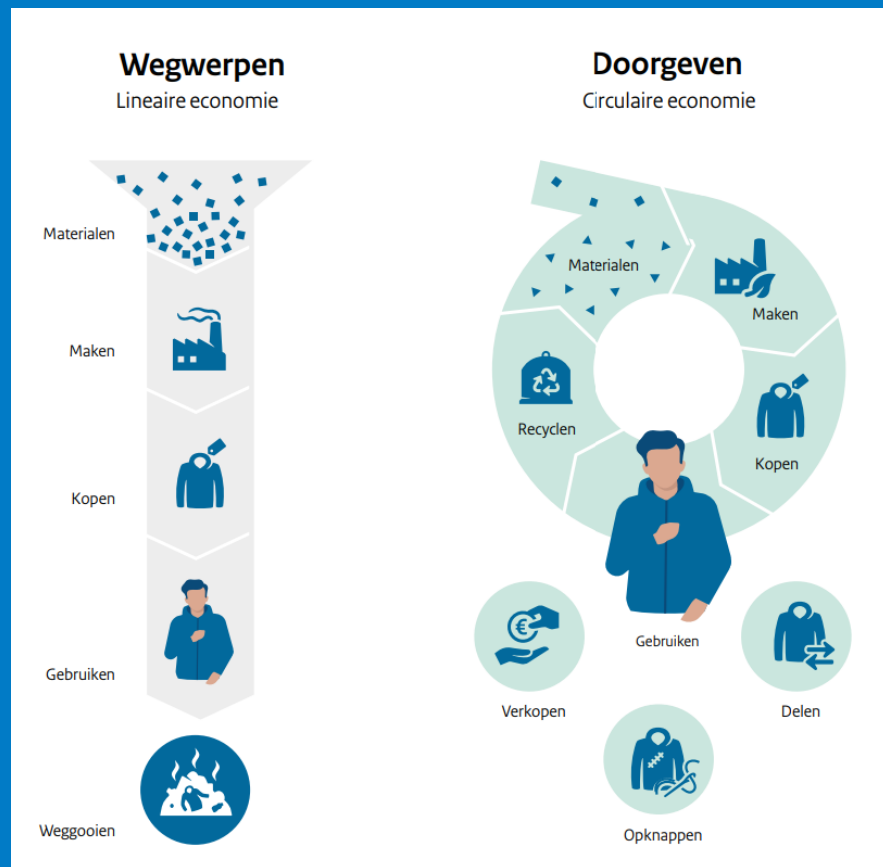 Wegwerpen
Lineaire economie
Materialen
Maken
Kopen
Gebruiken
Weggooien
Doorgeven
Circulaire economie
Materialen
Maken
Kopen
Recyclen
Gebruiken
Verkopen
Delen
Opknappen